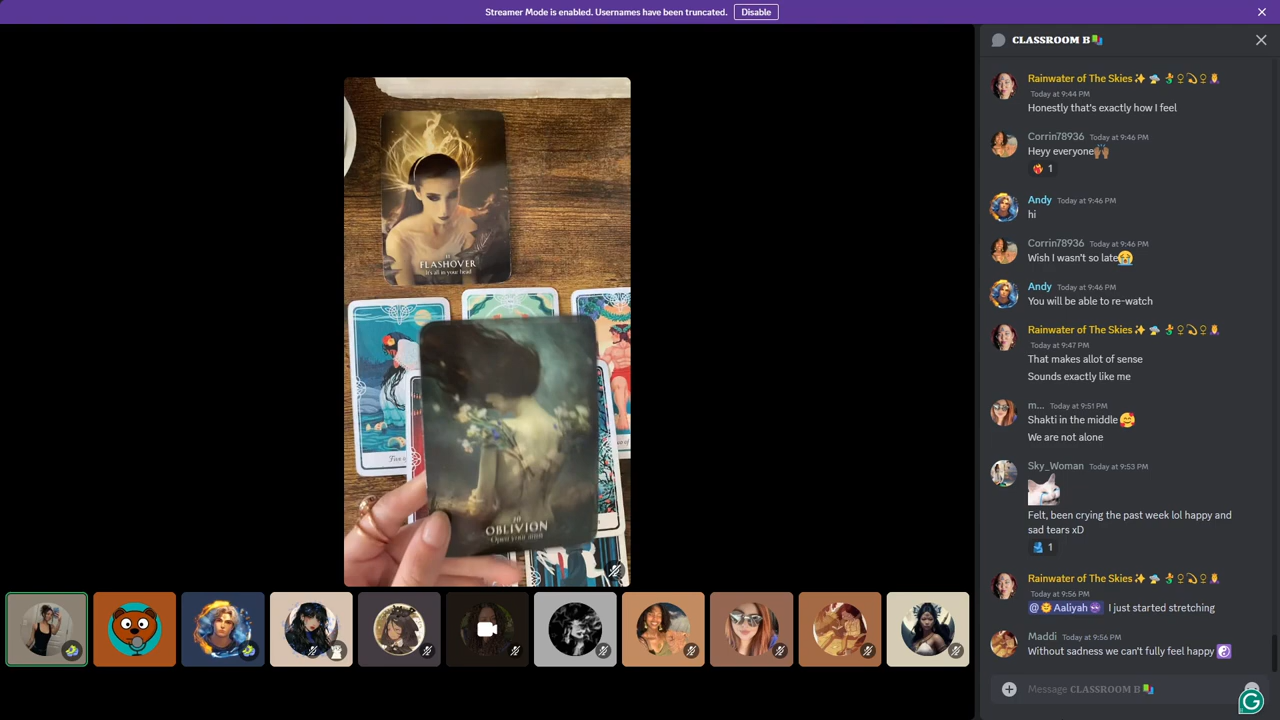 Streamer Mode is enabled. Usernames have been truncated. Disable
CLASSROOM B
Rainwater of The Skies
Today at 9:44 PM
Honestly that's exactly how I feel
Corrin78936 Today at 9:46 PM
Heyy everyone🙌🏾
1
Andy Today at 9:46 PM
hi
Corrin78936 Today at 9:46 PM
Wish I wasn't so late😭
Andy Today at 9:46 PM
You will be able to re-watch
Rainwater of The Skies
Today at 9:47 PM
That makes allot of sense
Sounds exactly like me
m... Today at 9:51 PM
Shakti in the middle 🥰
We are not alone
Sky_Woman Today at 9:53 PM
Felt, been crying the past week lol happy and
sad tears xD
1
Rainwater of The Skies
Today at 9:56 PM
@🌞Aaliyah I just started stretching
Maddi Today at 9:56 PM
Without sadness we can't fully feel happy ☯️
Message CLASSROOM B
FLASHOVER
It's all in your head
OBLIVION